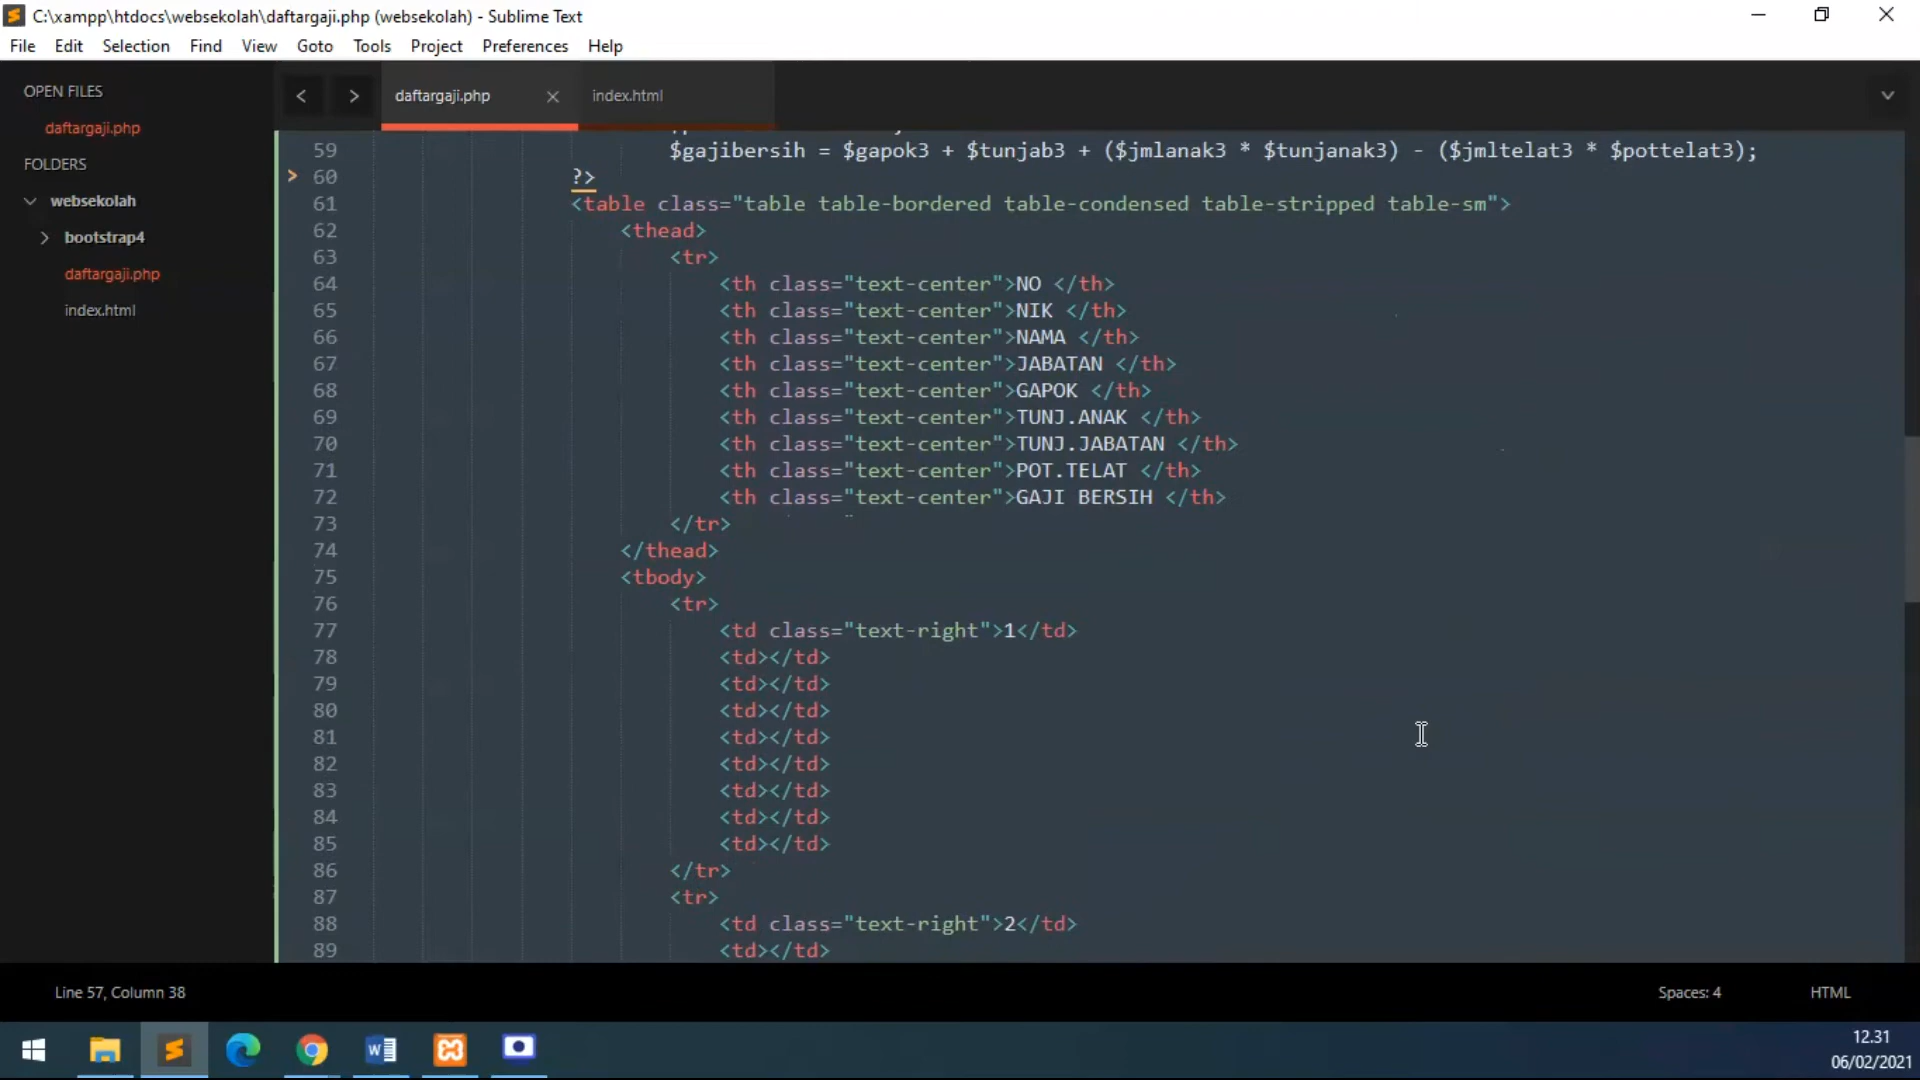 C:\xampp\htdocs\websekolah\daftargaji.php (websekolah) - Sublime Text
File Edit Selection Find View Goto Tools Project Preferences Help
OPEN FILES
daftargaji.php
FOLDERS
websekolah
bootstrap4
daftargaji.php
index.html
daftargaji.php index.html
59 $gajibersih = $gapok3 + $tunjab3 + ($jmlanak3 * $tunjanak3) - ($jmltelat3 * $pottelat3);
60 ?>
61 <table class="table table-bordered table-condensed table-stripped table-sm">
62 <thead>
63 <tr>
64 <th class="text-center">NO </th>
65 <th class="text-center">NIK </th>
66 <th class="text-center">NAMA </th>
67 <th class="text-center">JABATAN </th>
68 <th class="text-center">GAPOK </th>
69 <th class="text-center">TUNJ.ANAK </th>
70 <th class="text-center">TUNJ.JABATAN </th>
71 <th class="text-center">POT.TELAT </th>
72 <th class="text-center">GAJI BERSIH </th>
73 </tr>
74 </thead>
75 <tbody>
76 <tr>
77 <td class="text-right">1</td>
78 <td></td>
79 <td></td>
80 <td></td>
81 <td></td>
82 <td></td>
83 <td></td>
84 <td></td>
85 <td></td>
86 </tr>
87 <tr>
88 <td class="text-right">2</td>
89 <td></td>
Line 57, Column 38 Spaces: 4 HTML
12.31
06/02/2021